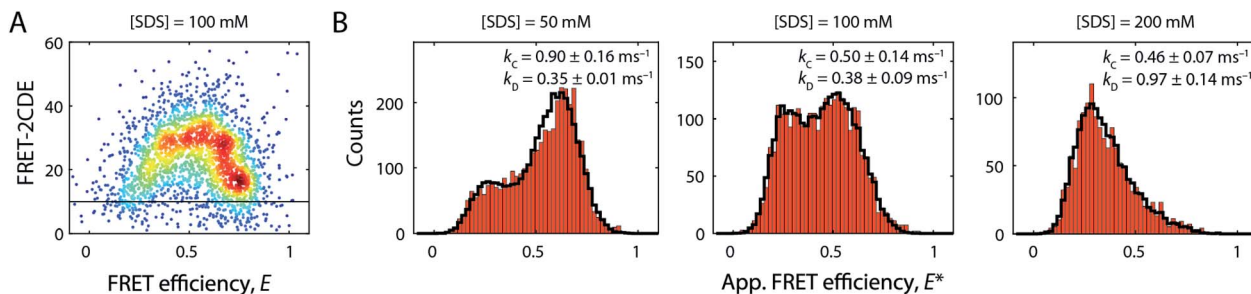 A
[SDS] = 100 mM
FRET-2CDE
60
50
40
30
20
10
0
0
0.5
1
FRET efficiency, E
B
[SDS] = 50 mM
kC = 0.90 ± 0.16 ms⁻¹
kD = 0.35 ± 0.01 ms⁻¹
Counts
200
100
0
0
0.5
1
[SDS] = 100 mM
kC = 0.50 ± 0.14 ms⁻¹
kD = 0.38 ± 0.09 ms⁻¹
150
100
50
0
0
0.5
1
App. FRET efficiency, E*
[SDS] = 200 mM
kC = 0.46 ± 0.07 ms⁻¹
kD = 0.97 ± 0.14 ms⁻¹
100
50
0
0
0.5
1